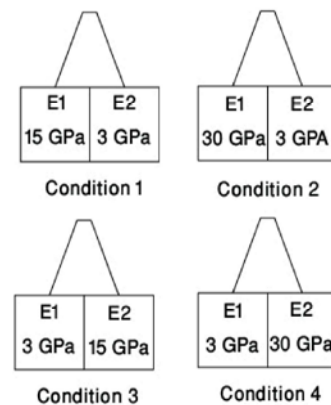 E1 E2 E1 E2
15 GPa 3 GPa 30 GPa 3 GPA
Condition 1 Condition 2
E1 E2 E1 E2
3 GPa 15 GPa 3 GPa 30 GPa
Condition 3 Condition 4